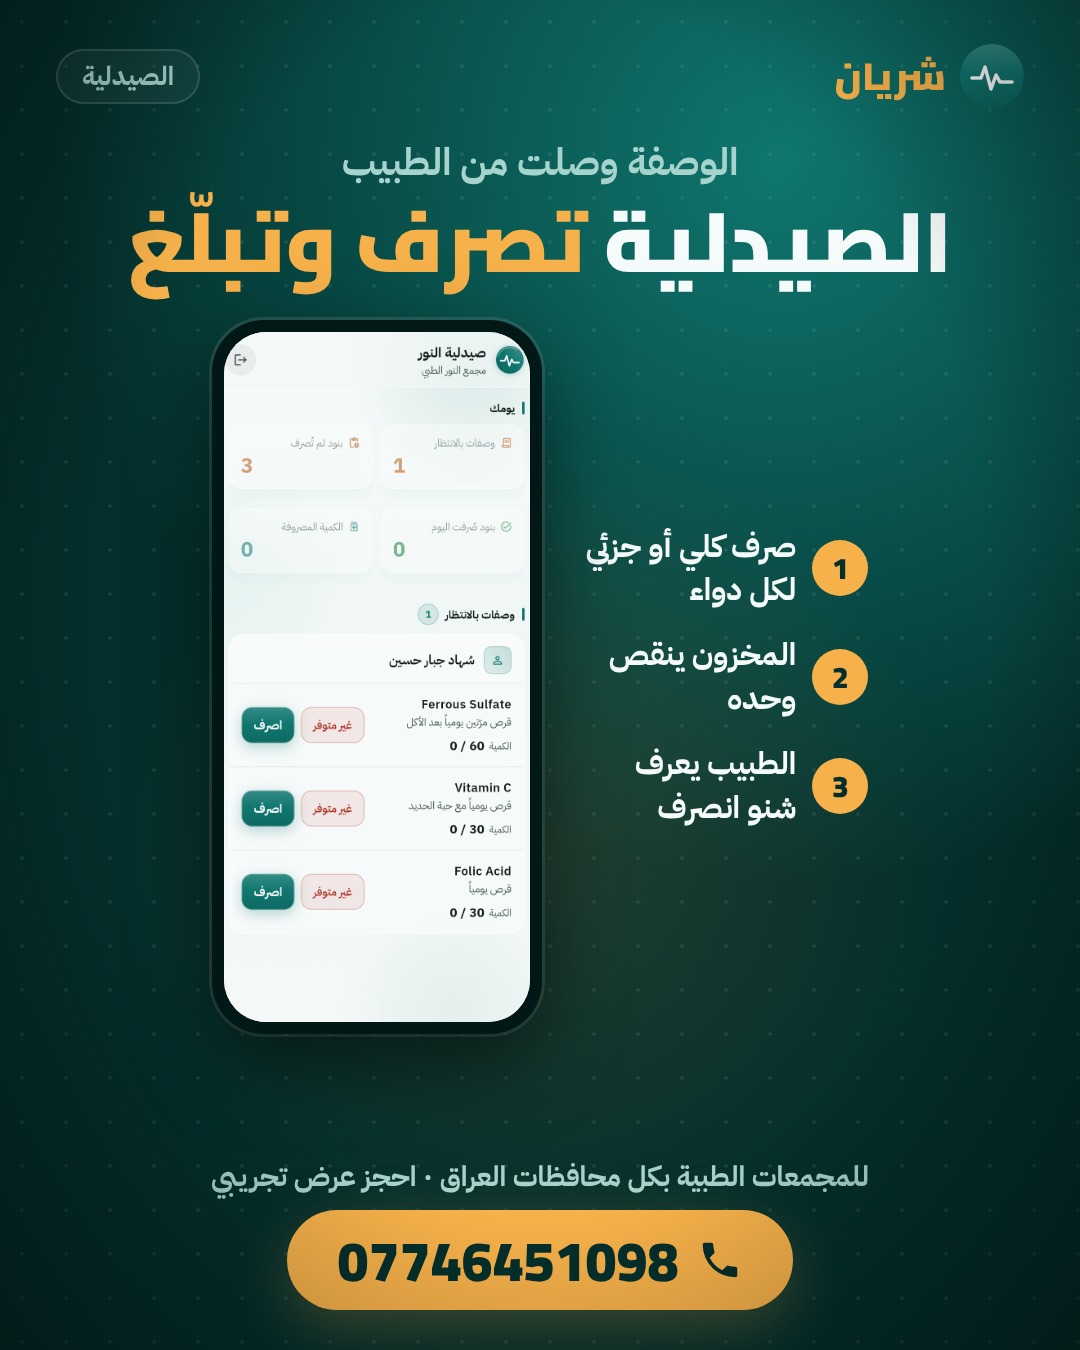 شريان
الصيدلية
الوصفة وصلت من الطبيب
الصيدلية تصرف وتبلّغ
صيدلية النور
مجمع النور الطبي
يومك
وصفات بالانتظار
1
بنود لم تُصرف
3
بنود صُرفت اليوم
0
الكمية المصروفة
0
وصفات بالانتظار 1
سُهاد جبار حسين
Ferrous Sulfate
قرص مرّتين يومياً بعد الأكل
الكمية 60 / 0
غير متوفر
اصرف
Vitamin C
قرص يومياً مع حبة الحديد
الكمية 30 / 0
غير متوفر
اصرف
Folic Acid
قرص يومياً
الكمية 30 / 0
غير متوفر
اصرف
1 صرف كلي أو جزئي
لكل دواء
2 المخزون ينقص
وحده
3 الطبيب يعرف
شنو انصرف
للمجمعات الطبية بكل محافظات العراق · احجز عرض تجريبي
07746451098